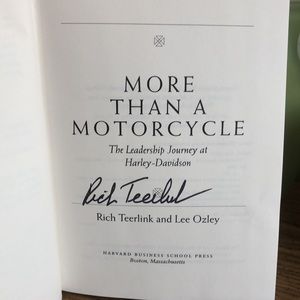 MORE
THAN A
MOTORCYCLE
The Leadership Journey at
Harley-Davidson
Rich Teerlink
Rich Teerlink and Lee Ozley
HARVARD BUSINESS SCHOOL PRESS
Boston, Massachusetts